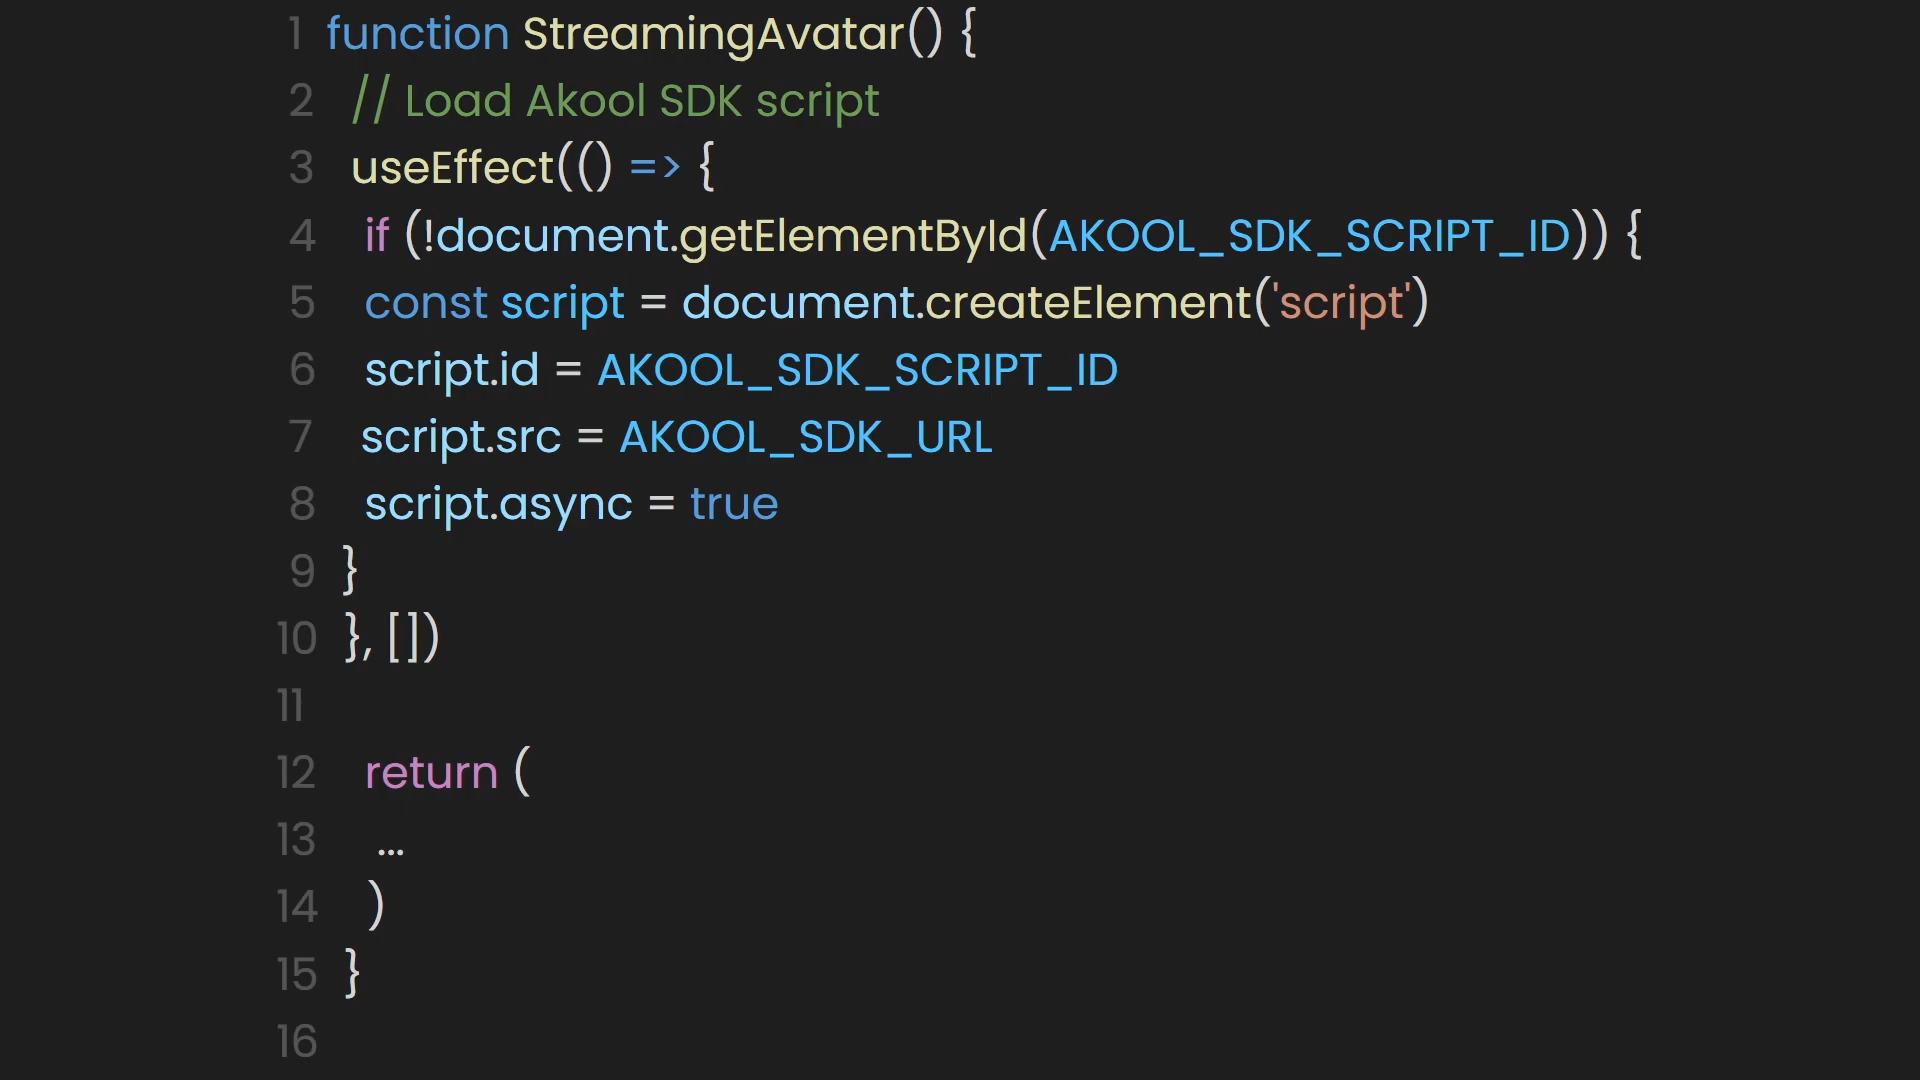 1 function StreamingAvatar() {
2 // Load Akool SDK script
3 useEffect(() => {
4 if (!document.getElementById(AKOOL_SDK_SCRIPT_ID)) {
5 const script = document.createElement('script')
6 script.id = AKOOL_SDK_SCRIPT_ID
7 script.src = AKOOL_SDK_URL
8 script.async = true
9 }
10 }, [])
11
12 return (
13 ...
14 )
15 }
16